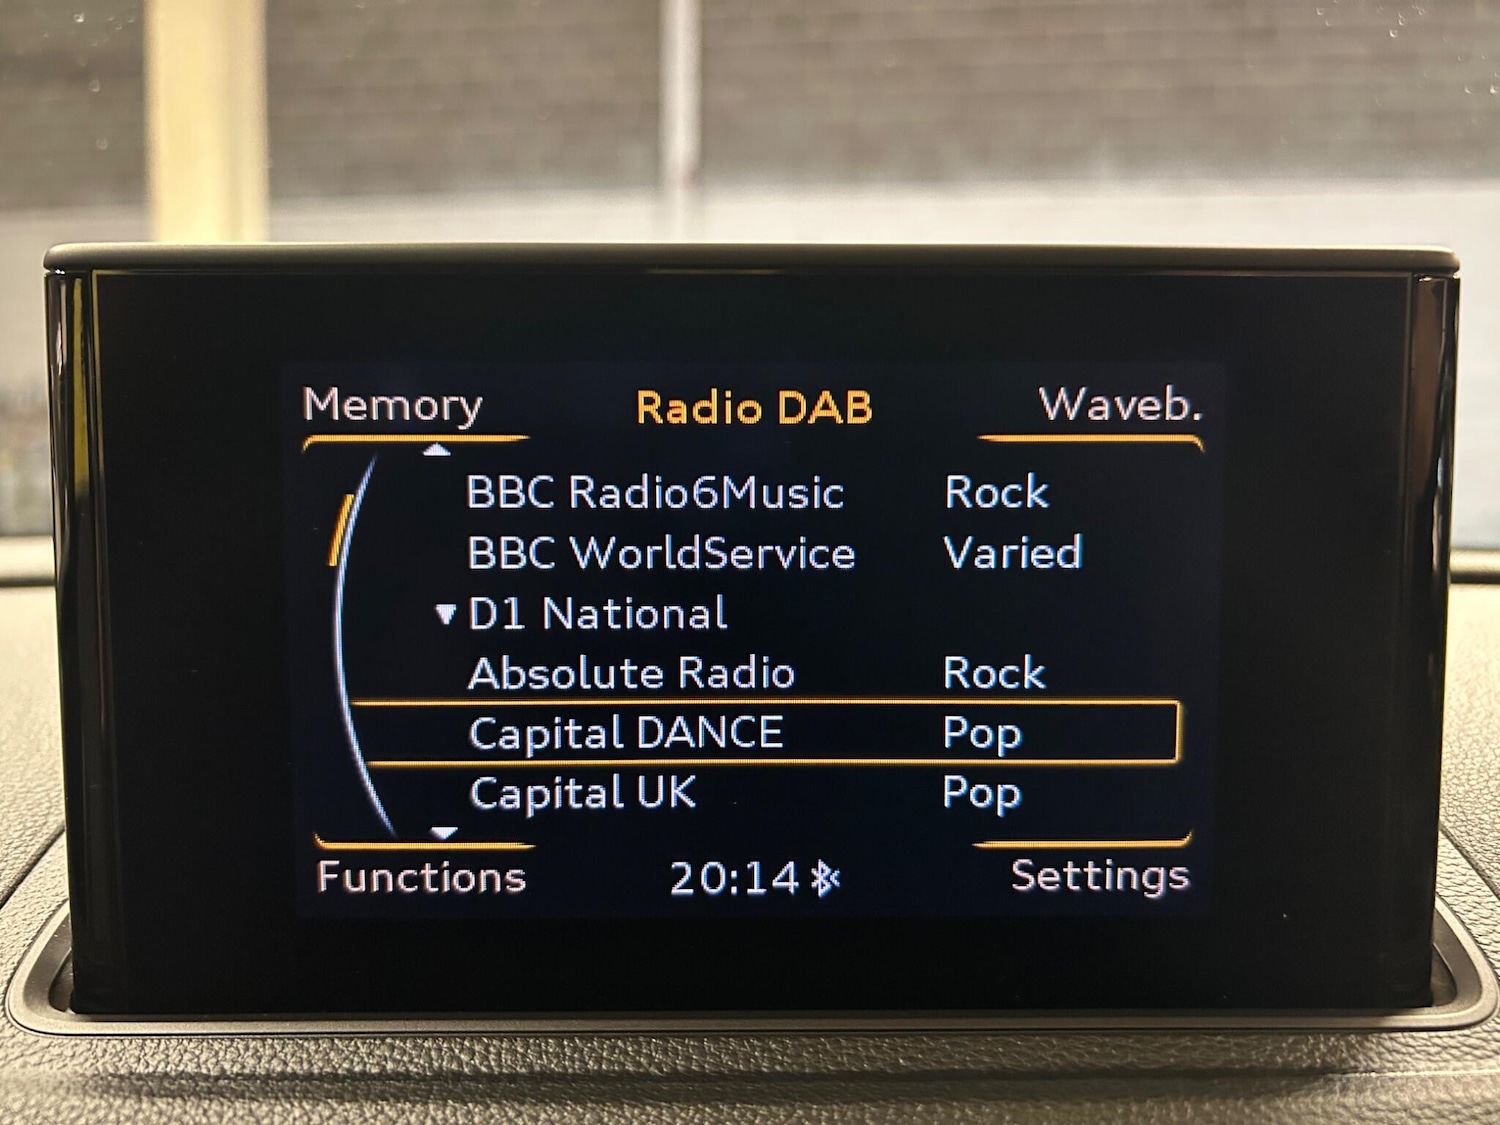 Memory Radio DAB Waveb.
BBC Radio6Music Rock
BBC WorldService Varied
D1 National
Absolute Radio Rock
Capital DANCE Pop
Capital UK Pop
Functions 20:14 Settings